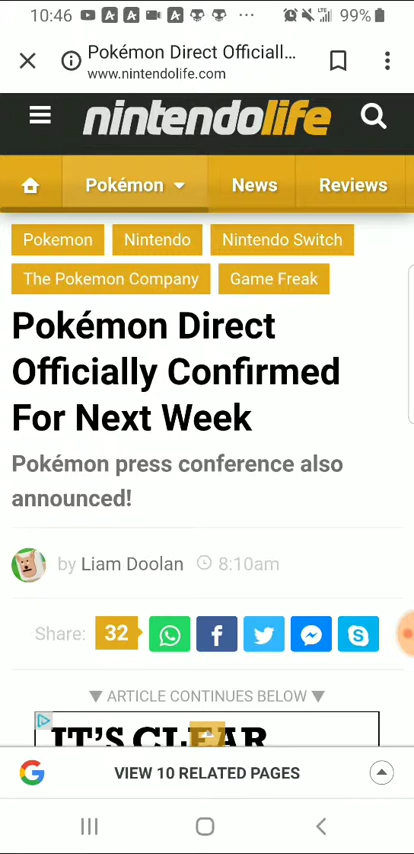 10:46 99%
Pokémon Direct Officiall...
www.nintendolife.com
nintendolife
Pokémon News Reviews
Pokemon Nintendo Nintendo Switch
The Pokemon Company Game Freak
Pokémon Direct
Officially Confirmed
For Next Week
Pokémon press conference also
announced!
by Liam Doolan 8:10am
Share: 32
ARTICLE CONTINUES BELOW
IT'S CLEAR
VIEW 10 RELATED PAGES